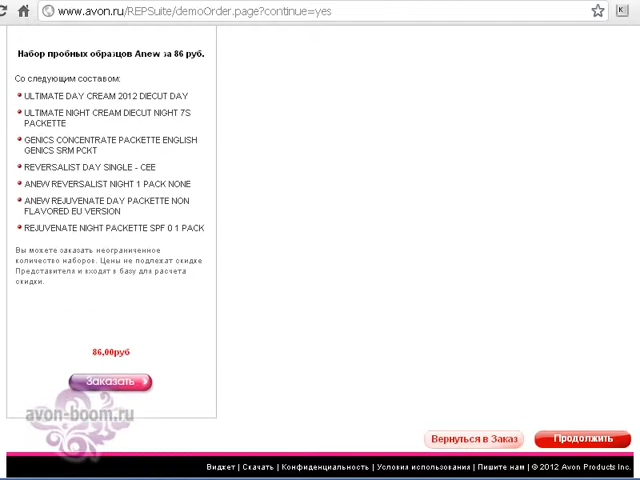 www.avon.ru/REPSuite/demoOrder.page?continue=yes
K
Набор пробных образцов Anew за 86 руб.
Со следующим составом:
ULTIMATE DAY CREAM 2012 DIECUT DAY
ULTIMATE NIGHT CREAM DIECUT NIGHT 7S
PACKETTE
GENICS CONCENTRATE PACKETTE ENGLISH
GENICS SRM PCKT
REVERSALIST DAY SINGLE - CEE
ANEW REVERSALIST NIGHT 1 PACK NONE
ANEW REJUVENATE DAY PACKETTE NON
FLAVORED EU VERSION
REJUVENATE NIGHT PACKETTE SPF 0 1 PACK
Вы можете заказать неограниченное
количество наборов. Цены не подлежат скидке
Представителя и входят в базу для расчета
скидки.
86,00руб
Заказать
avon-boom.ru
Вернуться в Заказ
Продолжить
Виджет | Скачать | Конфиденциальность | Условия использования | Пишите нам | © 2012 Avon Products Inc.